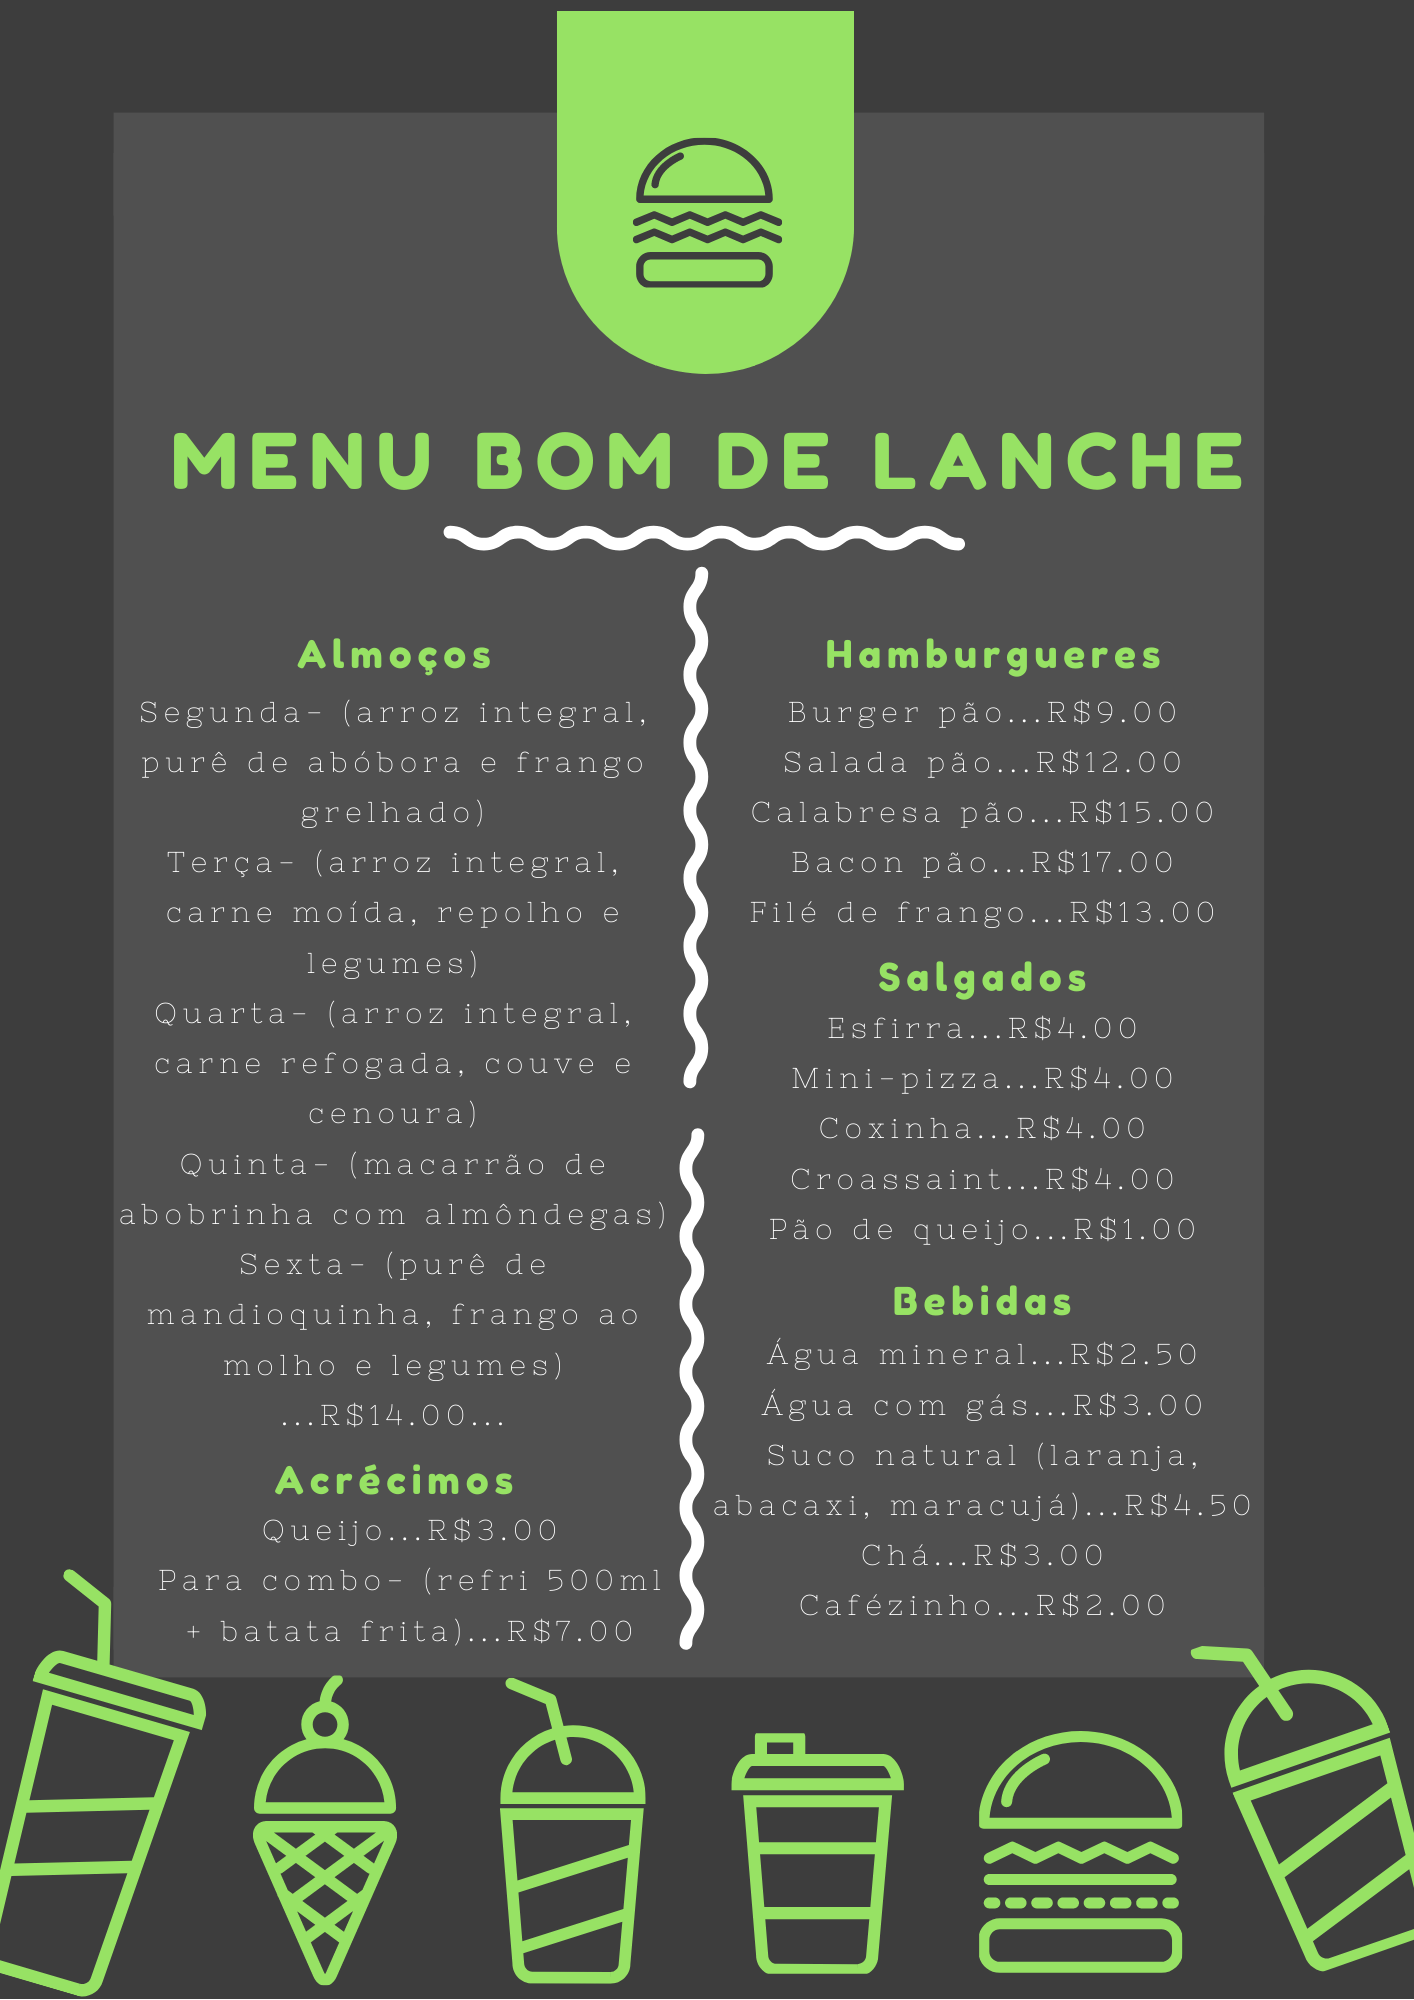 MENU BOM DE LANCHE
Almoços
Segunda- (arroz integral,
purê de abóbora e frango
grelhado)
Terça- (arroz integral,
carne moída, repolho e
legumes)
Quarta- (arroz integral,
carne refogada, couve e
cenoura)
Quinta- (macarrão de
abobrinha com almôndegas)
Sexta- (purê de
mandioquinha, frango ao
molho e legumes)
...R$14.00...
Acrécimos
Queijo...R$3.00
Para combo- (refri 500ml
+ batata frita)...R$7.00
Hamburgueres
Burger pão...R$9.00
Salada pão...R$12.00
Calabresa pão...R$15.00
Bacon pão...R$17.00
Filé de frango...R$13.00
Salgados
Esfirra...R$4.00
Mini-pizza...R$4.00
Coxinha...R$4.00
Croassaint...R$4.00
Pão de queijo...R$1.00
Bebidas
Água mineral...R$2.50
Água com gás...R$3.00
Suco natural (laranja,
abacaxi, maracujá)...R$4.50
Chá...R$3.00
Cafézinho...R$2.00